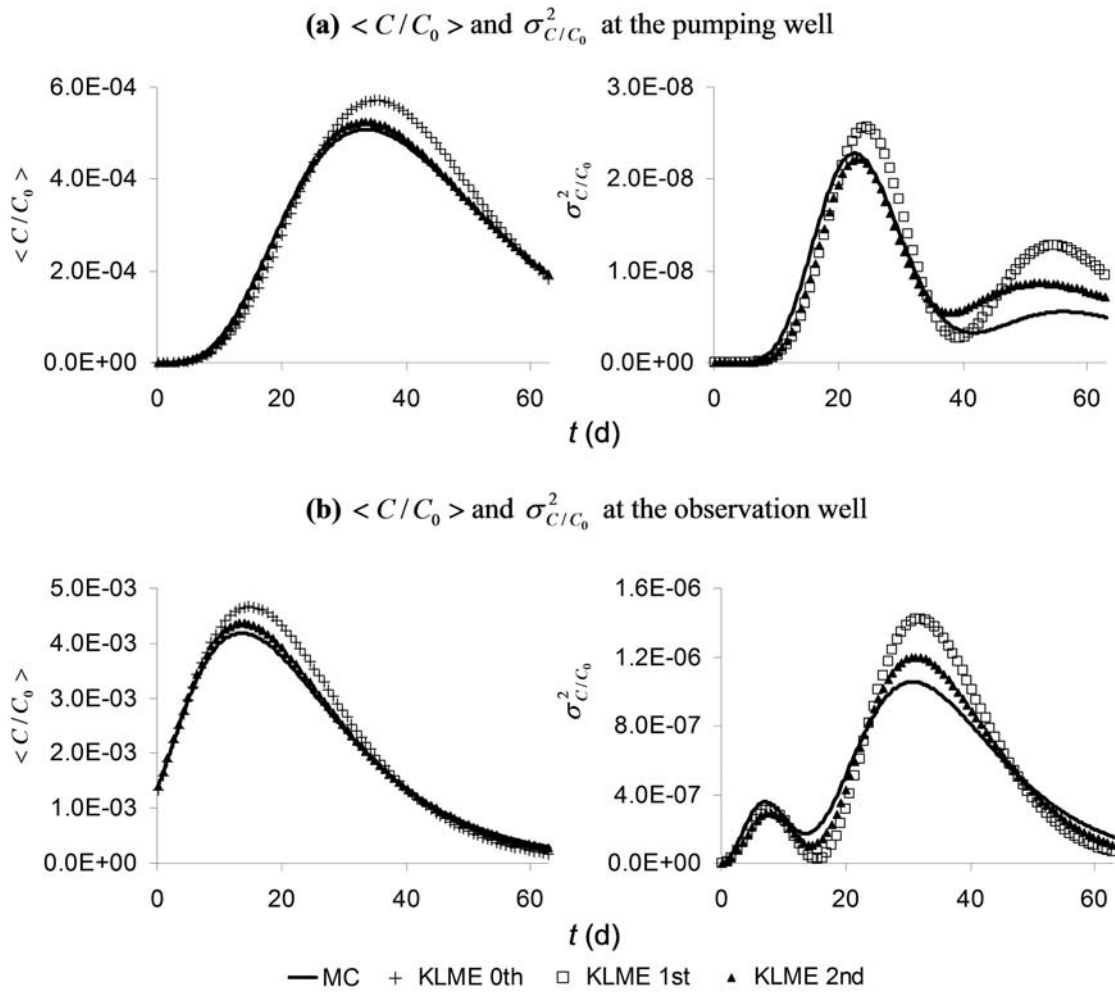 (a) < C / C₀ > and σ²_{C/C₀} at the pumping well
< C / C₀ >
6.0E-04
4.0E-04
2.0E-04
0.0E+00
0 20 40 60
σ²_{C/C₀}
3.0E-08
2.0E-08
1.0E-08
0.0E+00
0 20 40 60
t (d)
(b) < C / C₀ > and σ²_{C/C₀} at the observation well
< C / C₀ >
5.0E-03
4.0E-03
3.0E-03
2.0E-03
1.0E-03
0.0E+00
0 20 40 60
σ²_{C/C₀}
1.6E-06
1.2E-06
8.0E-07
4.0E-07
0.0E+00
0 20 40 60
t (d)
MC KLME 0th KLME 1st KLME 2nd